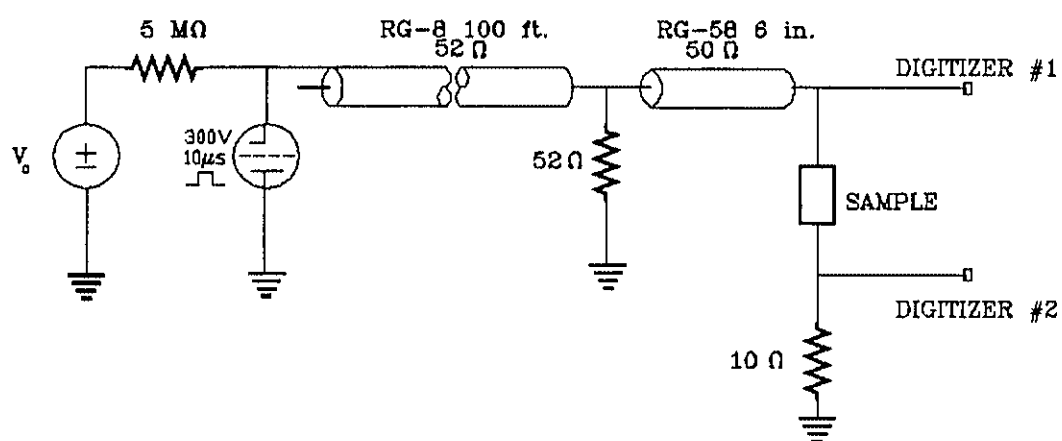 5 MΩ
RG-8 100 ft.
52 Ω
RG-58 6 in.
50 Ω
DIGITIZER #1
300V
10μs
V₀
±
52 Ω
SAMPLE
DIGITIZER #2
10 Ω